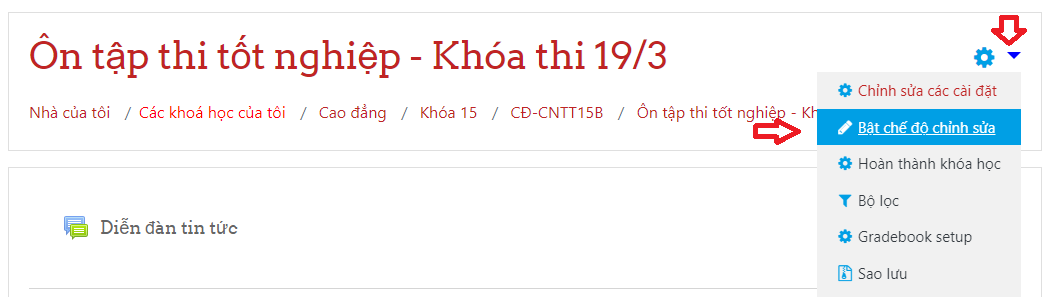 Ôn tập thi tốt nghiệp - Khóa thi 19/3
Nhà của tôi / Các khoá học của tôi / Cao đẳng / Khóa 15 / CĐ-CNTT15B / Ôn tập thi tốt nghiệp - Kh
Chỉnh sửa các cài đặt
Bật chế độ chỉnh sửa
Hoàn thành khóa học
Bộ lọc
Gradebook setup
Sao lưu
Diễn đàn tin tức